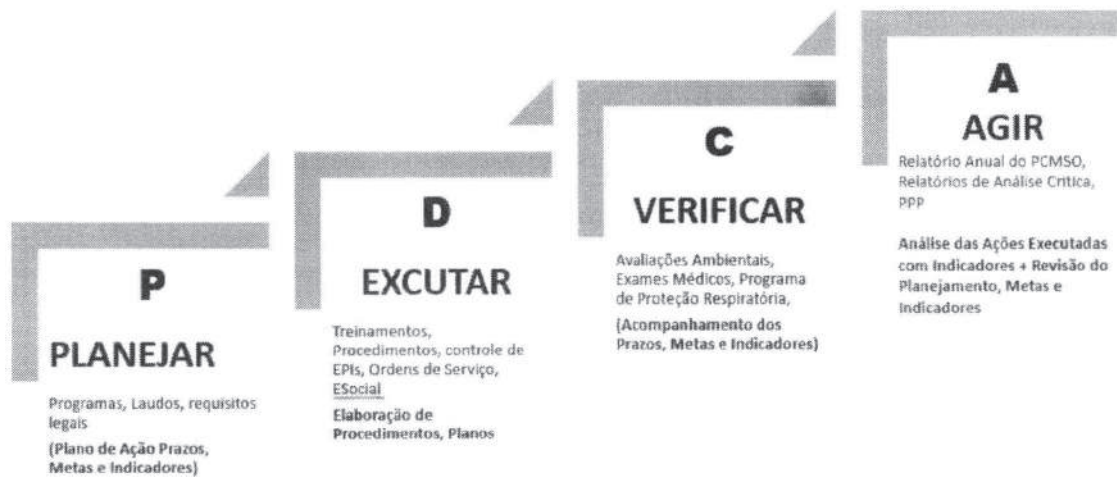 P
PLANEJAR
Programas, Laudos, requisitos
legais
(Plano de Ação Prazos,
Metas e Indicadores)
D
EXCUTAR
Treinamentos,
Procedimentos, controle de
EPIs, Ordens de Serviço,
ESocial
Elaboração de
Procedimentos, Planos
C
VERIFICAR
Avaliações Ambientais,
Exames Médicos, Programa
de Proteção Respiratória,
(Acompanhamento dos
Prazos, Metas e Indicadores)
A
AGIR
Relatório Anual do PCMSO,
Relatórios de Análise Crítica,
PPP
Análise das Ações Executadas
com Indicadores + Revisão do
Planejamento, Metas e
Indicadores